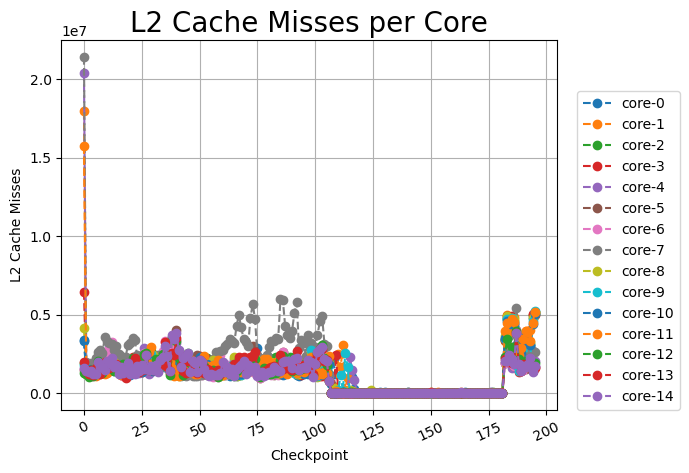 L2 Cache Misses per Core
1e7
2.0
1.5
1.0
0.5
0.0
L2 Cache Misses
0
25
50
75
100
125
150
175
200
Checkpoint
core-0
core-1
core-2
core-3
core-4
core-5
core-6
core-7
core-8
core-9
core-10
core-11
core-12
core-13
core-14